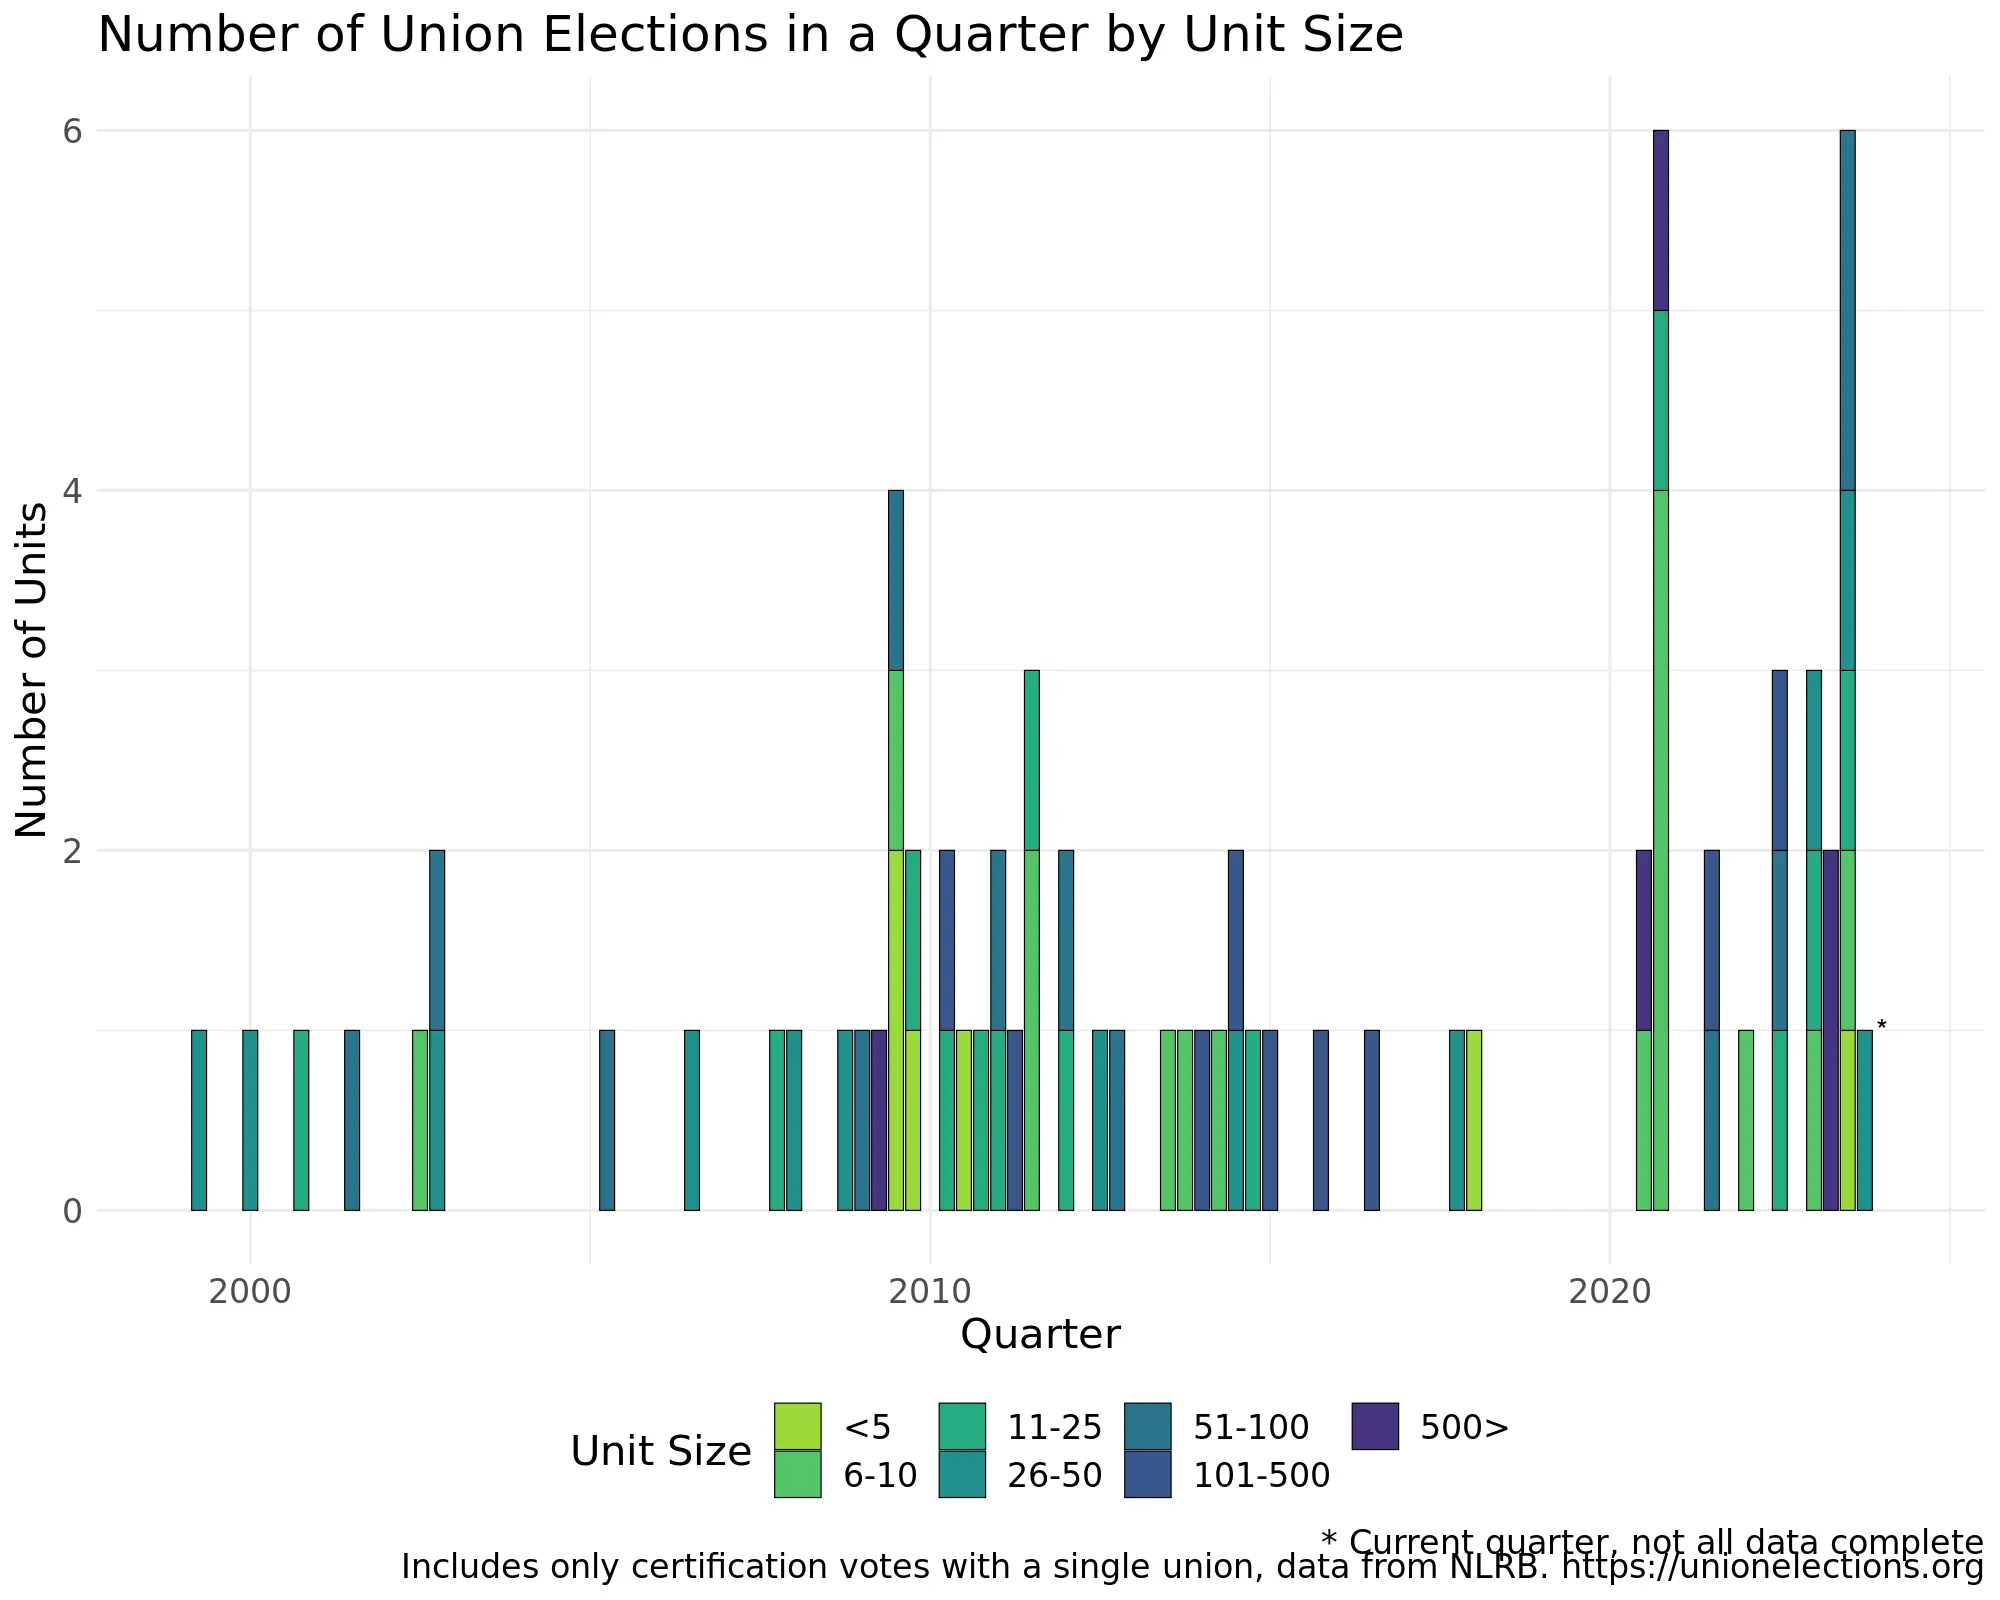 Number of Union Elections in a Quarter by Unit Size
Number of Units
6
4
2
0
*
2000 2010 2020
Quarter
Unit Size
<5 11-25 51-100 500>
6-10 26-50 101-500
* Current quarter, not all data complete
Includes only certification votes with a single union, data from NLRB. https://unionelections.org